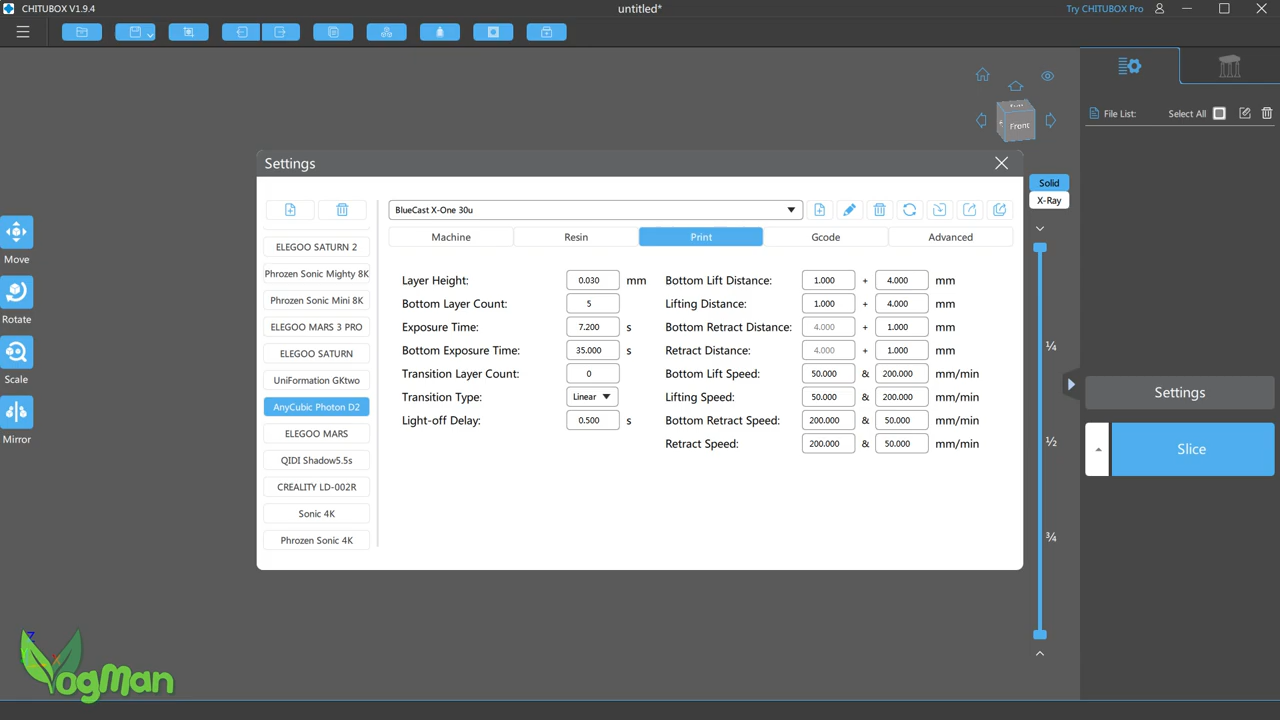 CHITUBOX V1.9.4
untitled*
Try CHITUBOX Pro
File List:
Select All
Front
Settings
Solid
X-Ray
Move
Rotate
Scale
Mirror
ELEGOO SATURN 2
Phrozen Sonic Mighty 8K
Phrozen Sonic Mini 8K
ELEGOO MARS 3 PRO
ELEGOO SATURN
UniFormation GKtwo
AnyCubic Photon D2
ELEGOO MARS
QIDI Shadow5.5s
CREALITY LD-002R
Sonic 4K
Phrozen Sonic 4K
BlueCast X-One 30u
Machine Resin Print Gcode Advanced
Layer Height: 0.030 mm
Bottom Layer Count: 5
Exposure Time: 7.200 s
Bottom Exposure Time: 35.000 s
Transition Layer Count: 0
Transition Type: Linear
Light-off Delay: 0.500 s
Bottom Lift Distance: 1.000 + 4.000 mm
Lifting Distance: 1.000 + 4.000 mm
Bottom Retract Distance: 4.000 + 1.000 mm
Retract Distance: 4.000 + 1.000 mm
Bottom Lift Speed: 50.000 & 200.000 mm/min
Lifting Speed: 50.000 & 200.000 mm/min
Bottom Retract Speed: 200.000 & 50.000 mm/min
Retract Speed: 200.000 & 50.000 mm/min
¼
½
¾
Settings
Slice
VogMan